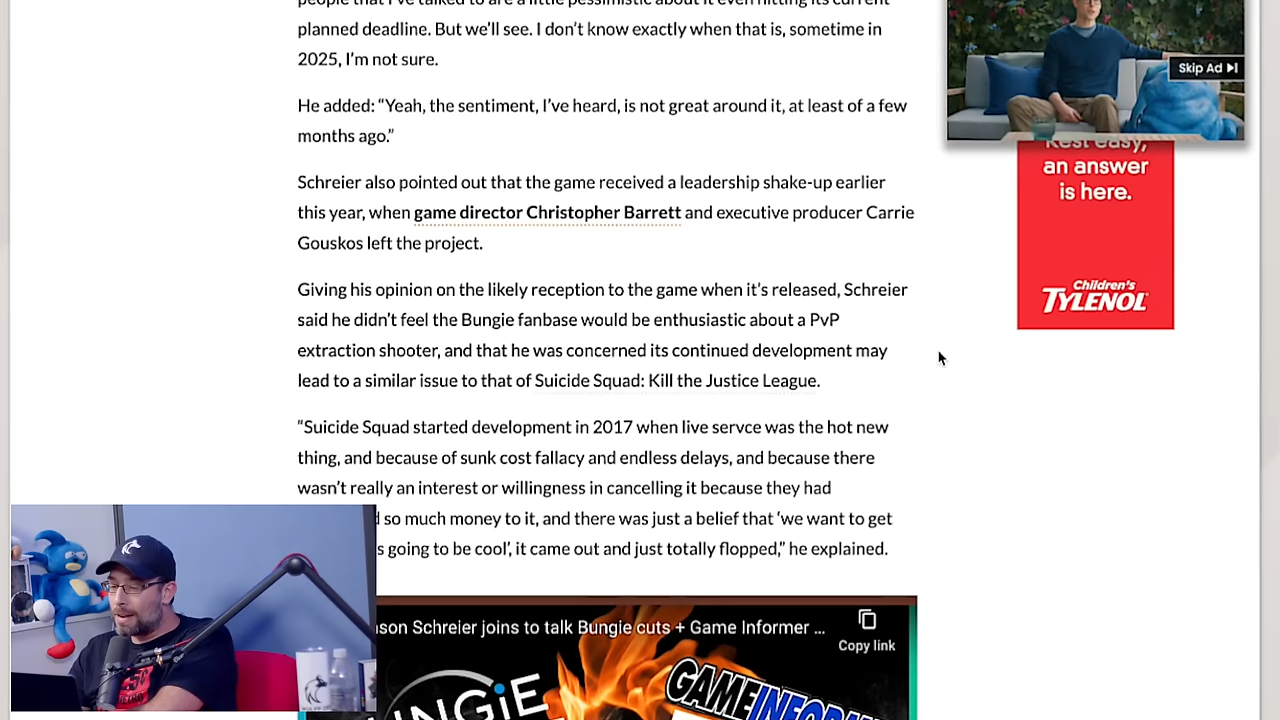 people that I've talked to are a little pessimistic about it even hitting its current
planned deadline. But we'll see. I don't know exactly when that is, sometime in
2025, I'm not sure.
He added: “Yeah, the sentiment, I've heard, is not great around it, at least of a few
months ago.”
Schreier also pointed out that the game received a leadership shake-up earlier
this year, when game director Christopher Barrett and executive producer Carrie
Gouskos left the project.
Giving his opinion on the likely reception to the game when it's released, Schreier
said he didn't feel the Bungie fanbase would be enthusiastic about a PvP
extraction shooter, and that he was concerned its continued development may
lead to a similar issue to that of Suicide Squad: Kill the Justice League.
“Suicide Squad started development in 2017 when live servce was the hot new
thing, and because of sunk cost fallacy and endless delays, and because there
wasn't really an interest or willingness in cancelling it because they had
so much money to it, and there was just a belief that ‘we want to get
going to be cool’, it came out and just totally flopped,” he explained.
Schreier joins to talk Bungie cuts + Game Informer ...
Copy link
GAMEINFOR
Skip Ad
Rest easy,
an answer
is here.
Children's
TYLENOL